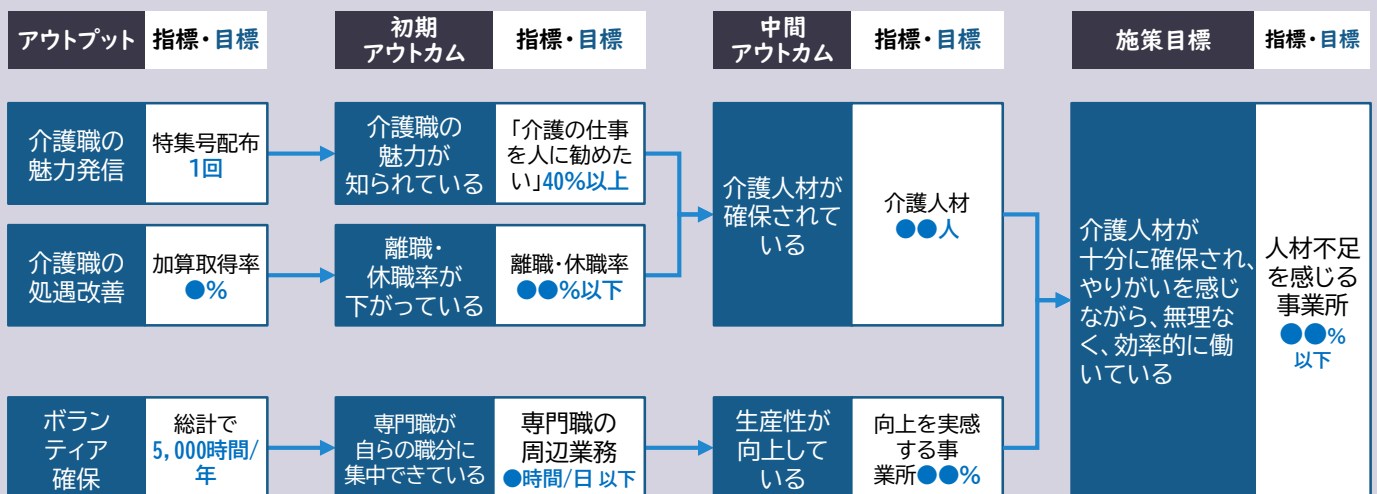 アウトプット
指標・目標
初期
アウトカム
指標・目標
中間
アウトカム
指標・目標
施策目標
指標・目標
介護職の
魅力発信
特集号配布
1回
介護職の
魅力が
知られている
「介護の仕事
を人に勧めた
い」40%以上
介護職の
処遇改善
加算取得率
●%
離職・
休職率が
下がっている
離職・休職率
●●%以下
介護人材が
確保されて
いる
介護人材
●●人
ボラン
ティア
確保
総計で
5,000時間/
年
専門職が
自らの職分に
集中できている
専門職の
周辺業務
●時間/日 以下
生産性が
向上して
いる
向上を実感
する事
業所●●%
介護人材が
十分に確保され、
やりがいを感じ
ながら、無理な
く、効率的に働
いている
人材不足
を感じる
事業所
●●%
以下